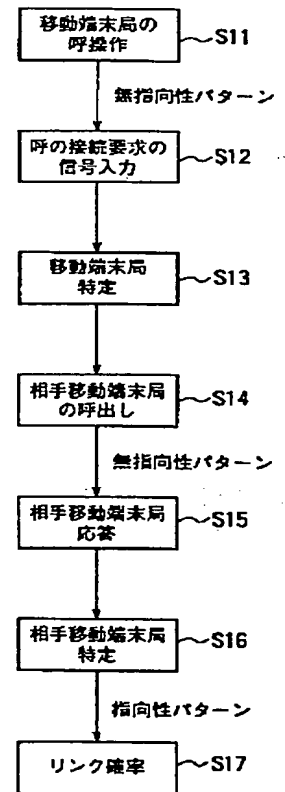 移動端末局の
呼操作
S11
無指向性パターン
呼の接続要求の
信号入力
S12
移動端末局
特定
S13
相手移動端末局
の呼出し
S14
無指向性パターン
相手移動端末局
応答
S15
相手移動端末局
特定
S16
指向性パターン
リンク確率
S17